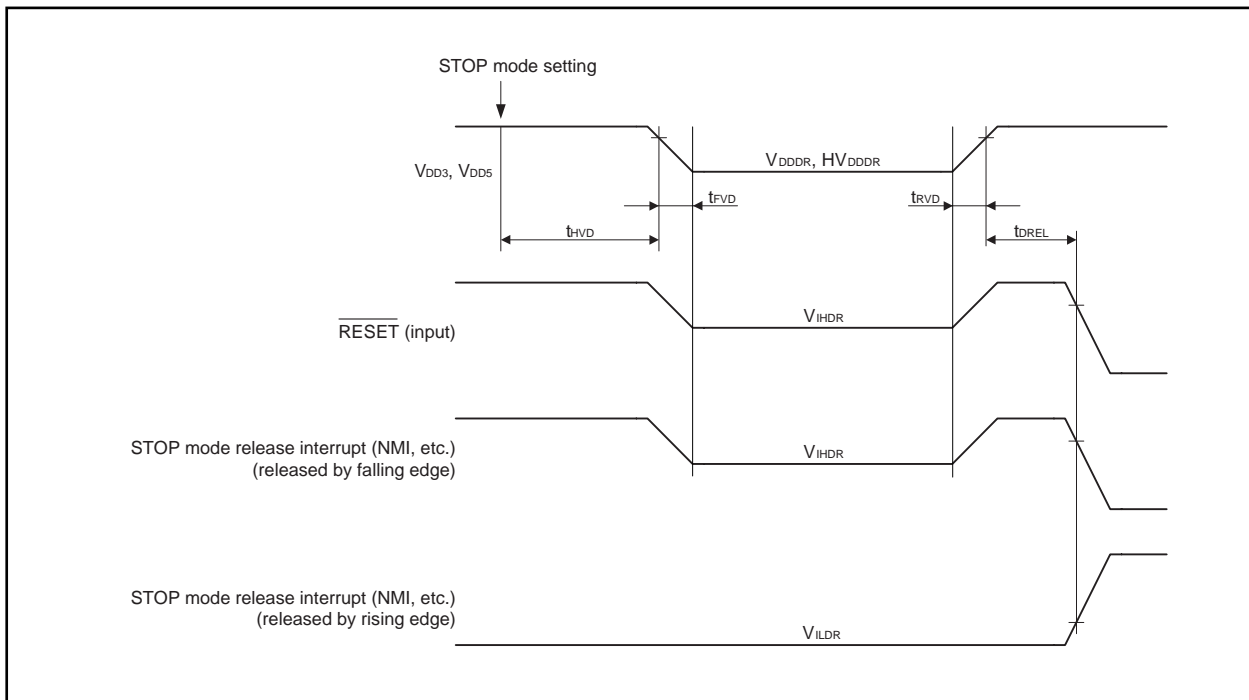 STOP mode setting
VDD3, VDD5
VDDDR, HVDDDR
tFVD
tRVD
tHVD
tDREL
RESET (input)
VIHDR
STOP mode release interrupt (NMI, etc.)
(released by falling edge)
VIHDR
STOP mode release interrupt (NMI, etc.)
(released by rising edge)
VILDR